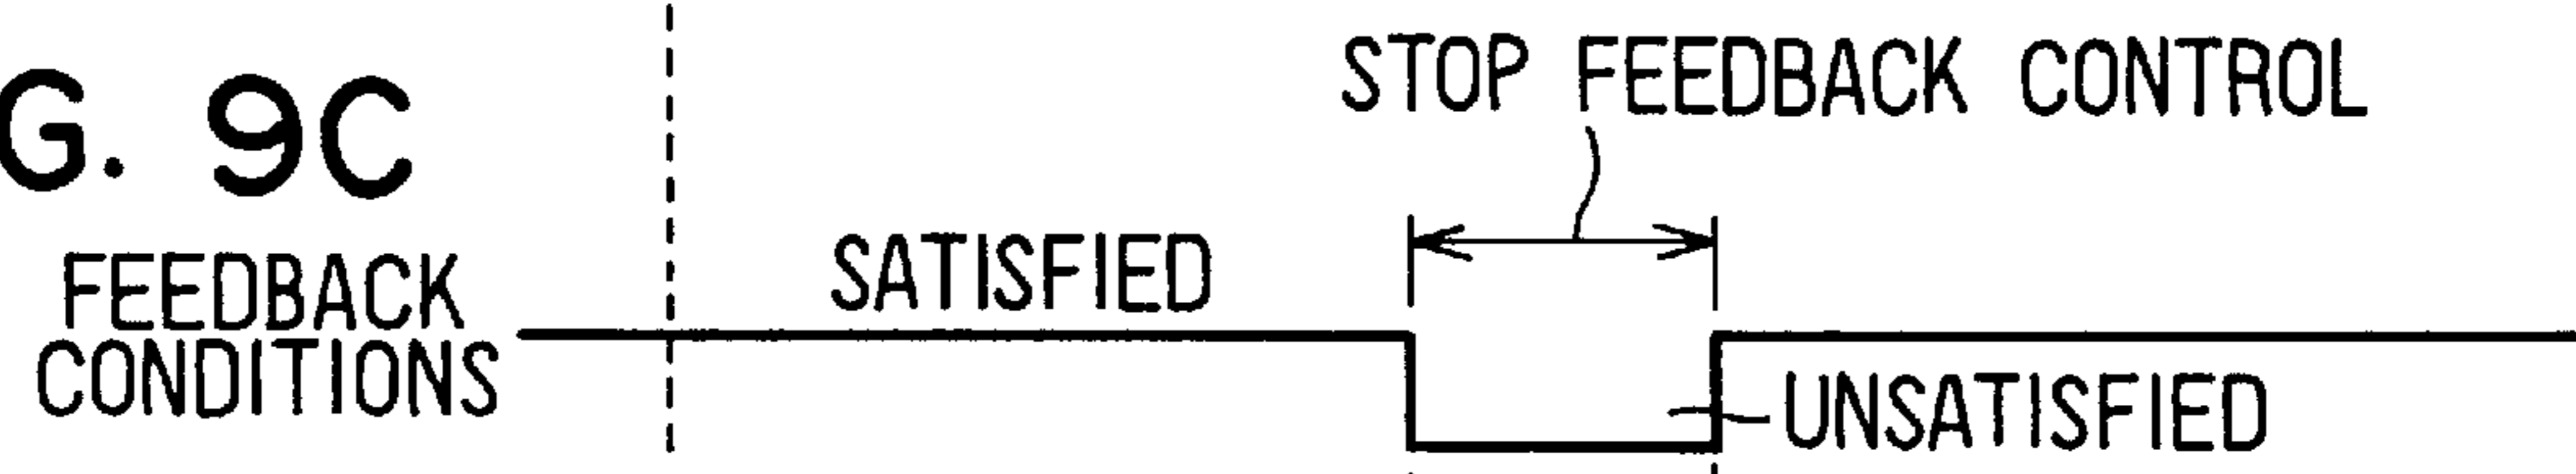 G. 9C
STOP FEEDBACK CONTROL
SATISFIED
FEEDBACK
CONDITIONS
UNSATISFIED